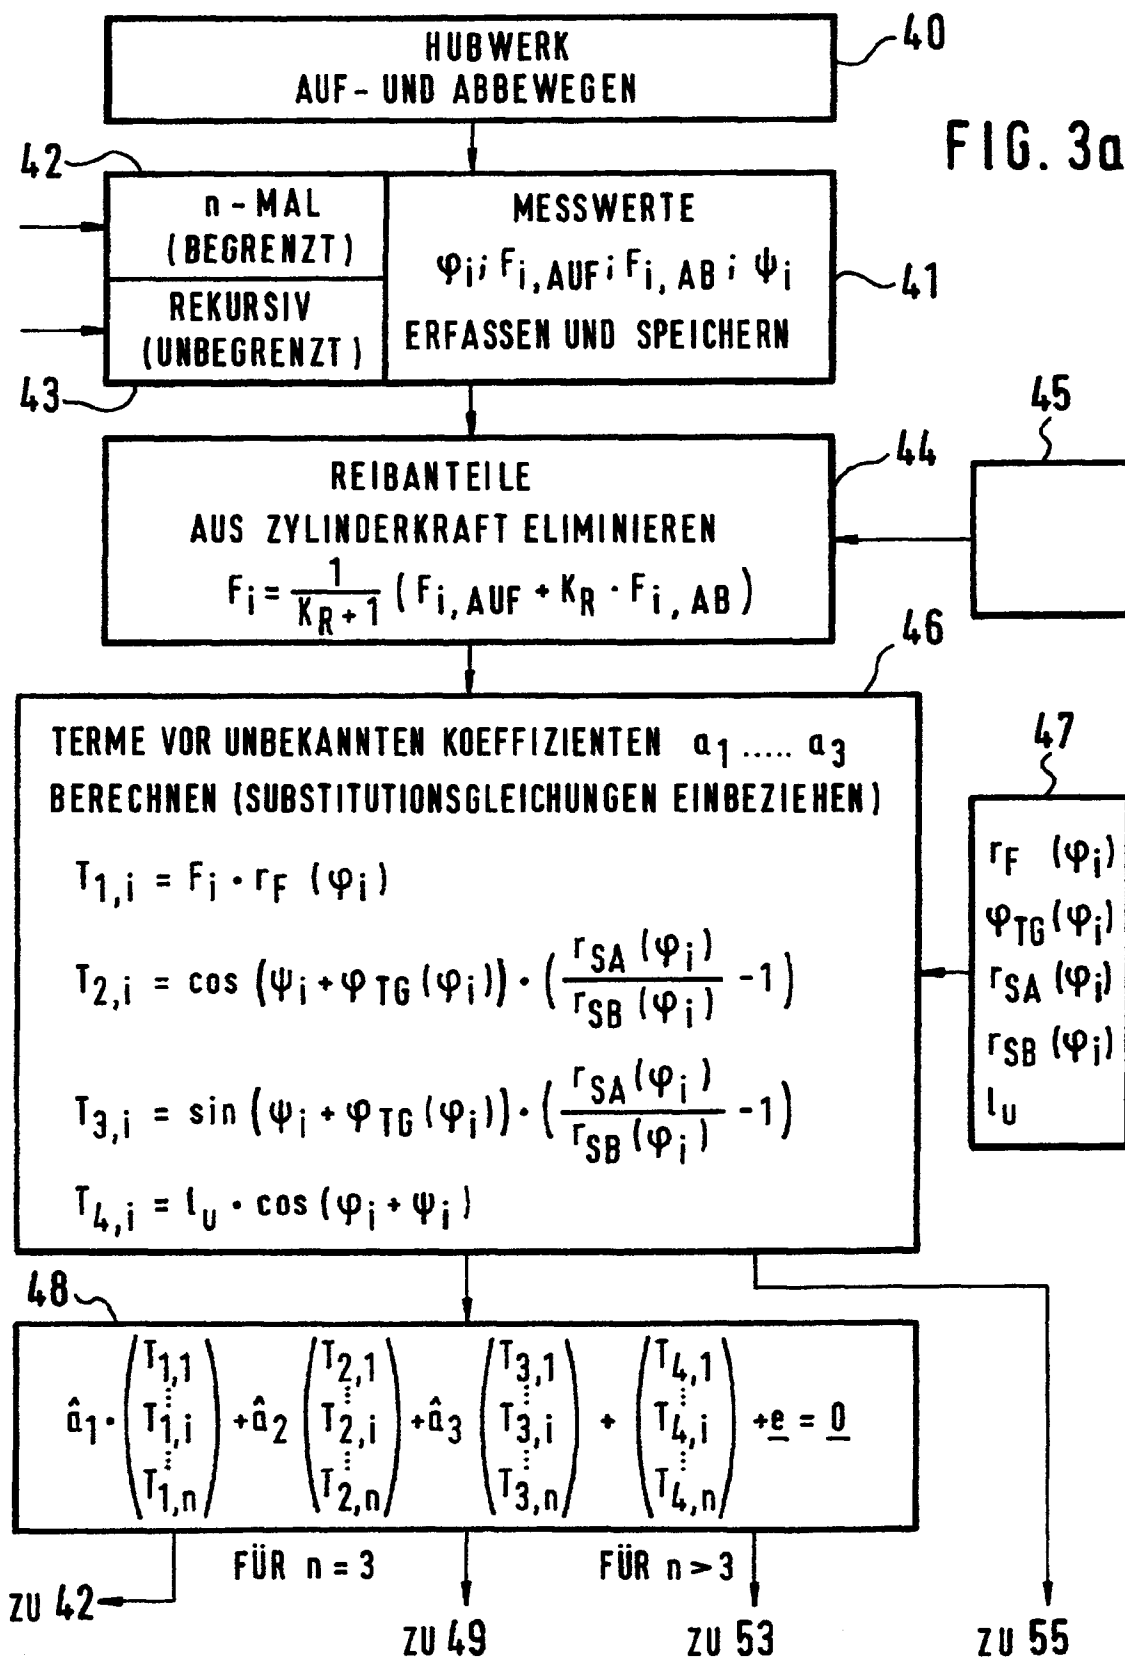 HUBWERK
AUF- UND ABBEWEGEN
40
FIG. 3a
42
n-MAL
(BEGRENZT)
REKURSIV
(UNBEGRENZT)
43
MESSWERTE
φi; Fi,AUF; Fi,AB; ψi
ERFASSEN UND SPEICHERN
41
REIBANTEILE
AUS ZYLINDERKRAFT ELIMINIEREN
Fi = 1/(KR + 1) (Fi,AUF + KR · Fi,AB)
44
45
46
TERME VOR UNBEKANNTEN KOEFFIZIENTEN a1 ..... a3
BERECHNEN (SUBSTITUTIONSGLEICHUNGEN EINBEZIEHEN)
T1,i = Fi · rF (φi)
T2,i = cos (ψi + φTG (φi)) · (rSA (φi) / rSB (φi) -1)
T3,i = sin (ψi + φTG (φi)) · (rSA (φi) / rSB (φi) -1)
T4,i = lu · cos (φi + ψi)
47
rF (φi)
φTG (φi)
rSA (φi)
rSB (φi)
lu
48
â1 · (T1,1 ... T1,i ... T1,n) + â2 (T2,1 ... T2,i ... T2,n) + â3 (T3,1 ... T3,i ... T3,n) + (T4,1 ... T4,i ... T4,n) + e = 0
FÜR n = 3
FÜR n > 3
ZU 42
ZU 49
ZU 53
ZU 55